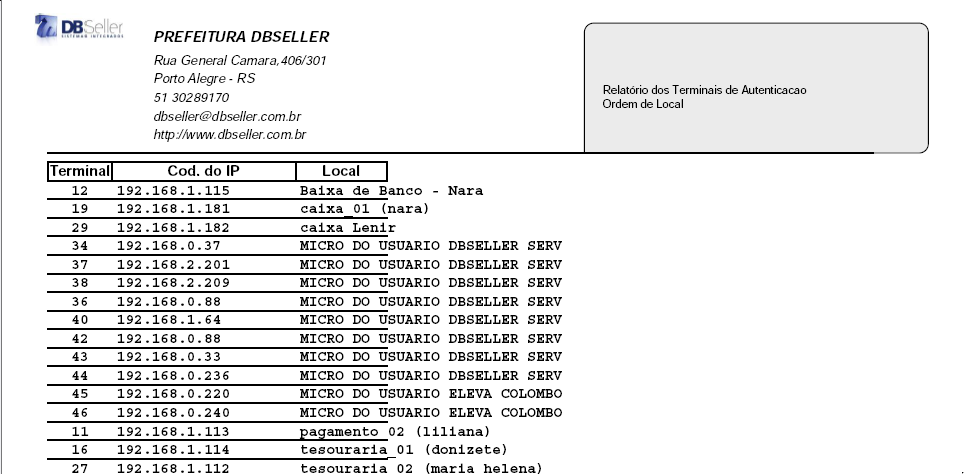 DBSeller
SISTEMAS INTEGRADOS
PREFEITURA DBSELLER
Rua General Camara,406/301
Porto Alegre - RS
51 30289170
dbseller@dbseller.com.br
http://www.dbseller.com.br
Relatório dos Terminais de Autenticacao
Ordem de Local
Terminal Cod. do IP Local
12 192.168.1.115 Baixa de Banco - Nara
19 192.168.1.181 caixa_01 (nara)
29 192.168.1.182 caixa Lenir
34 192.168.0.37 MICRO DO USUARIO DBSELLER SERV
37 192.168.2.201 MICRO DO USUARIO DBSELLER SERV
38 192.168.2.209 MICRO DO USUARIO DBSELLER SERV
36 192.168.0.88 MICRO DO USUARIO DBSELLER SERV
40 192.168.1.64 MICRO DO USUARIO DBSELLER SERV
42 192.168.0.88 MICRO DO USUARIO DBSELLER SERV
43 192.168.0.33 MICRO DO USUARIO DBSELLER SERV
44 192.168.0.236 MICRO DO USUARIO DBSELLER SERV
45 192.168.0.220 MICRO DO USUARIO ELEVA COLOMBO
46 192.168.0.240 MICRO DO USUARIO ELEVA COLOMBO
11 192.168.1.113 pagamento_02 (liliana)
16 192.168.1.114 tesouraria_01 (donizete)
27 192.168.1.112 tesouraria_02 (maria helena)